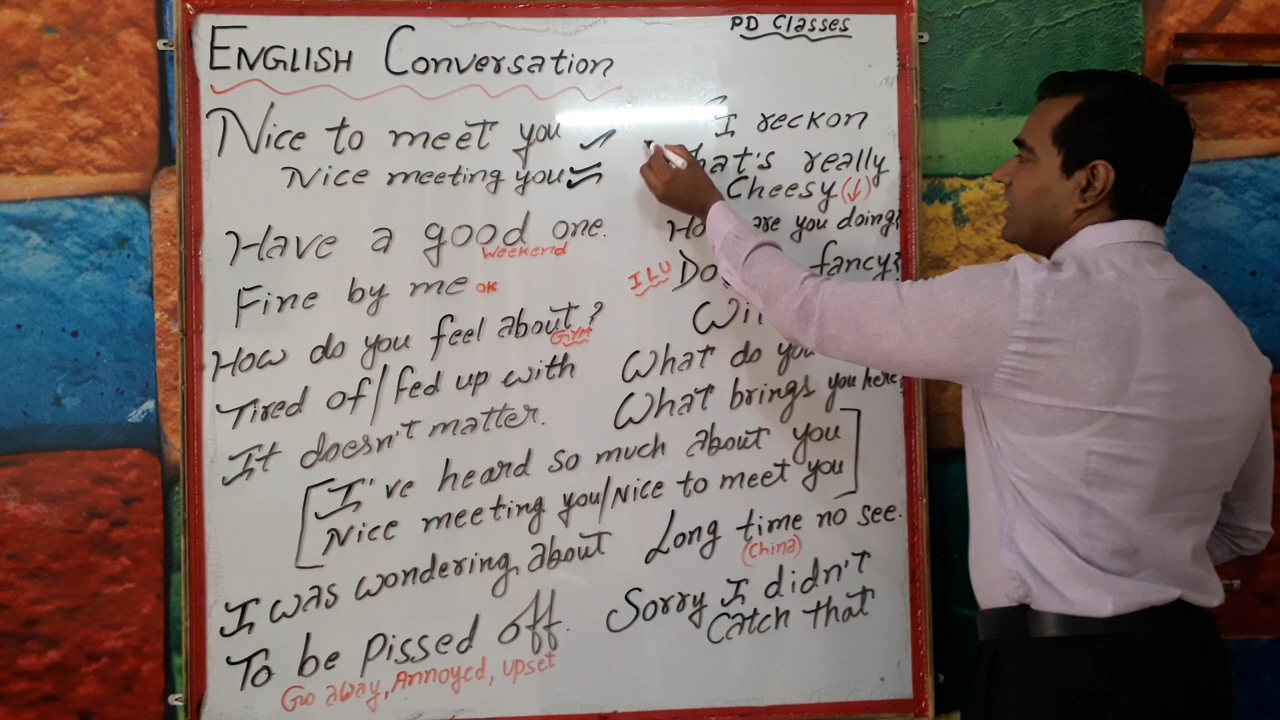 PD Classes
ENGLISH Conversation
Nice to meet you
Nice meeting you
Have a good one.
Weekend
Fine by me OK
How do you feel about?
Gym
Tired of/Fed up with
It doesn't matter.
I reckon
really
Cheesy (↓)
are you doing?
ILU fancy?
What do you
What brings you here?
[I've heard so much about you
Nice meeting you/Nice to meet you]
I was wondering about
To be pissed off.
Go away, Annoyed, upset
Long time no see.
(China)
Sorry I didn't
catch that